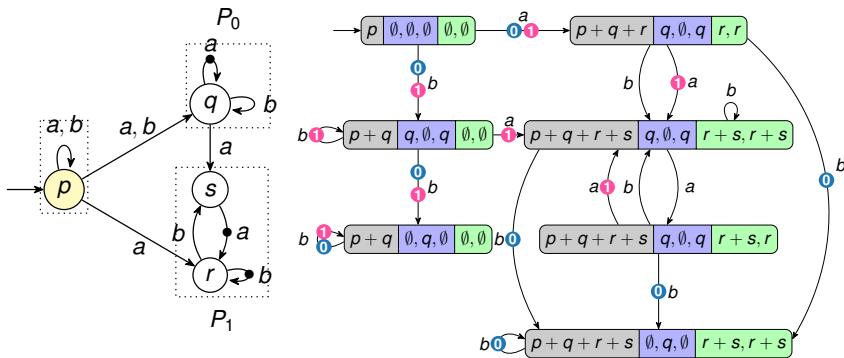 P₀
a
q
b
a, b
a, b
p
a
s
a
b
a
r
b
P₁
p ∅, ∅, ∅ ∅, ∅
a
0 1
p + q + r q, ∅, q r, r
0
1 b
b
1 a
b
b 1
p + q q, ∅, q ∅, ∅
a
1
p + q + r + s q, ∅, q r + s, r + s
0
1 b
a 1
b
a
0 b
b 1
0
p + q ∅, q, ∅ ∅, ∅
b 0
p + q + r + s q, ∅, q r + s, r
0 b
b 0
p + q + r + s ∅, q, ∅ r + s, r + s